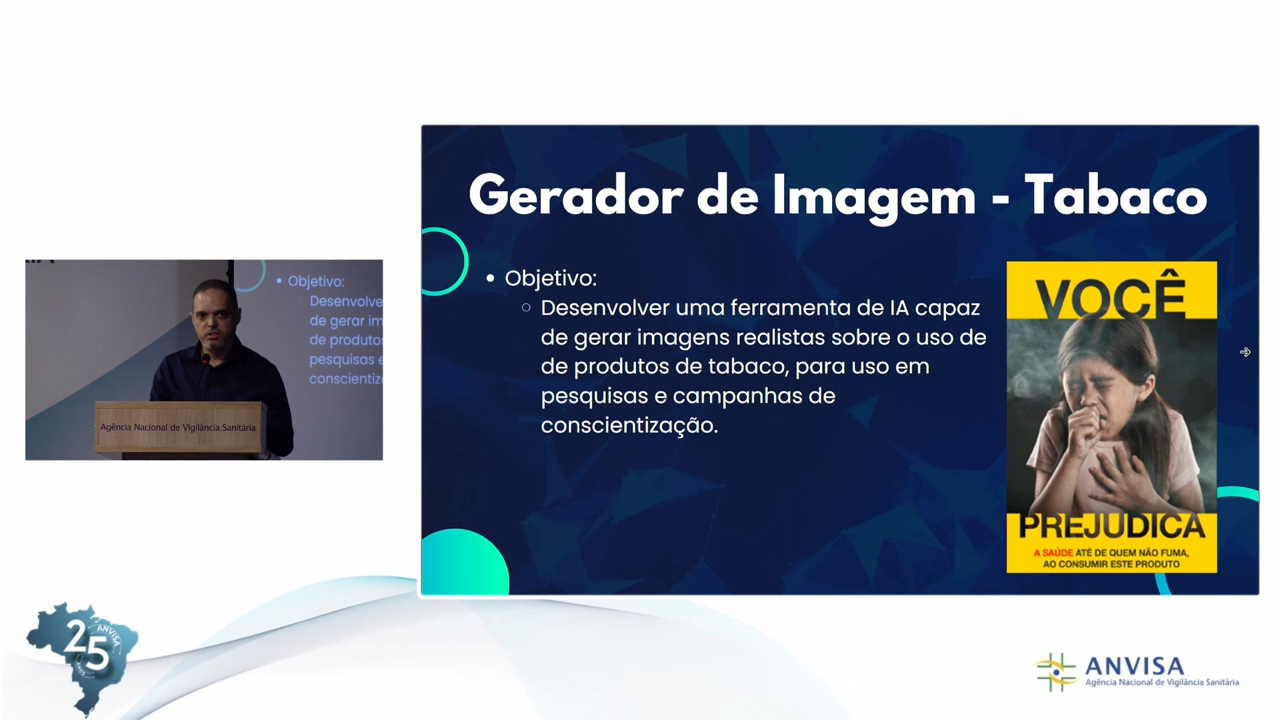 Gerador de Imagem - Tabaco
Objetivo:
Desenvolver uma ferramenta de IA capaz
de gerar imagens realistas sobre o uso de
de produtos de tabaco, para uso em
pesquisas e campanhas de
conscientização.
VOCÊ
PREJUDICA
A SAÚDE ATÉ DE QUEM NÃO FUMA,
AO CONSUMIR ESTE PRODUTO
Objetivo:
Desenvolve
de gerar im
de produtos
pesquisas e
conscientiz
Agência Nacional de Vigilância Sanitária
25
ANVISA
ANOS
ANVISA
Agência Nacional de Vigilância Sanitária